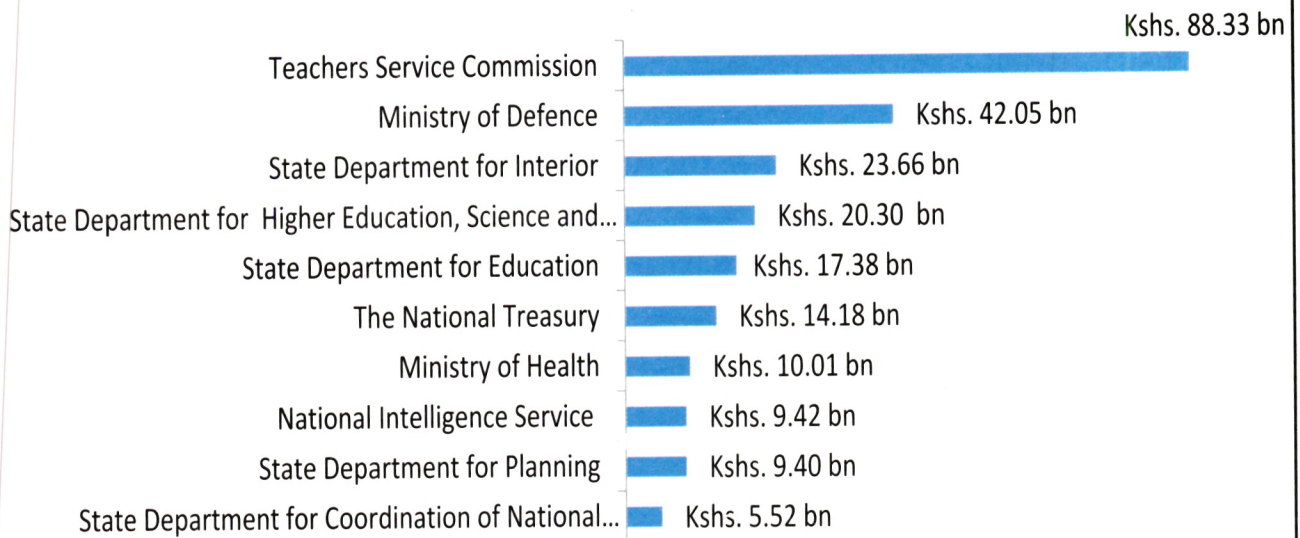 Kshs. 88.33 bn
Teachers Service Commission
Ministry of Defence Kshs. 42.05 bn
State Department for Interior Kshs. 23.66 bn
State Department for Higher Education, Science and... Kshs. 20.30 bn
State Department for Education Kshs. 17.38 bn
The National Treasury Kshs. 14.18 bn
Ministry of Health Kshs. 10.01 bn
National Intelligence Service Kshs. 9.42 bn
State Department for Planning Kshs. 9.40 bn
State Department for Coordination of National... Kshs. 5.52 bn